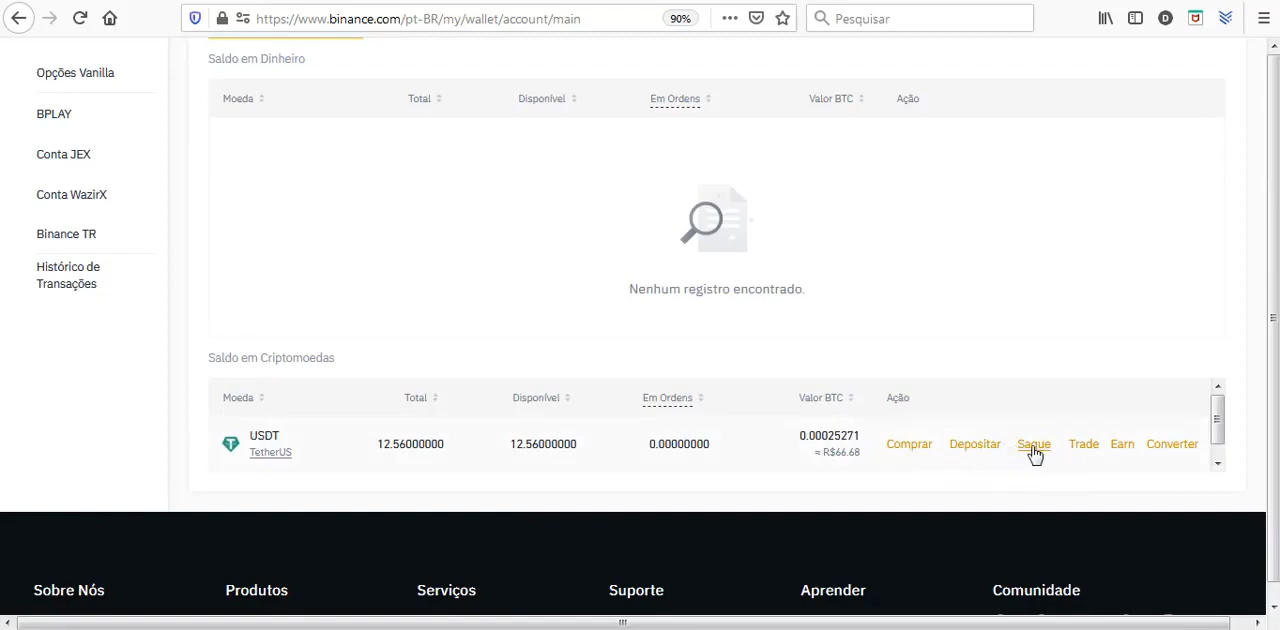 https://www.binance.com/pt-BR/my/wallet/account/main
90%
Pesquisar
Opções Vanilla
BPLAY
Conta JEX
Conta WazirX
Binance TR
Histórico de
Transações
Saldo em Dinheiro
Moeda Total Disponível Em Ordens Valor BTC Ação
Nenhum registro encontrado.
Saldo em Criptomoedas
Moeda Total Disponível Em Ordens Valor BTC Ação
USDT 12.56000000 12.56000000 0.00000000 0.00025271 Comprar Depositar Saque Trade Earn Converter
TetherUS ≈ R$66.68
Sobre Nós Produtos Serviços Suporte Aprender Comunidade